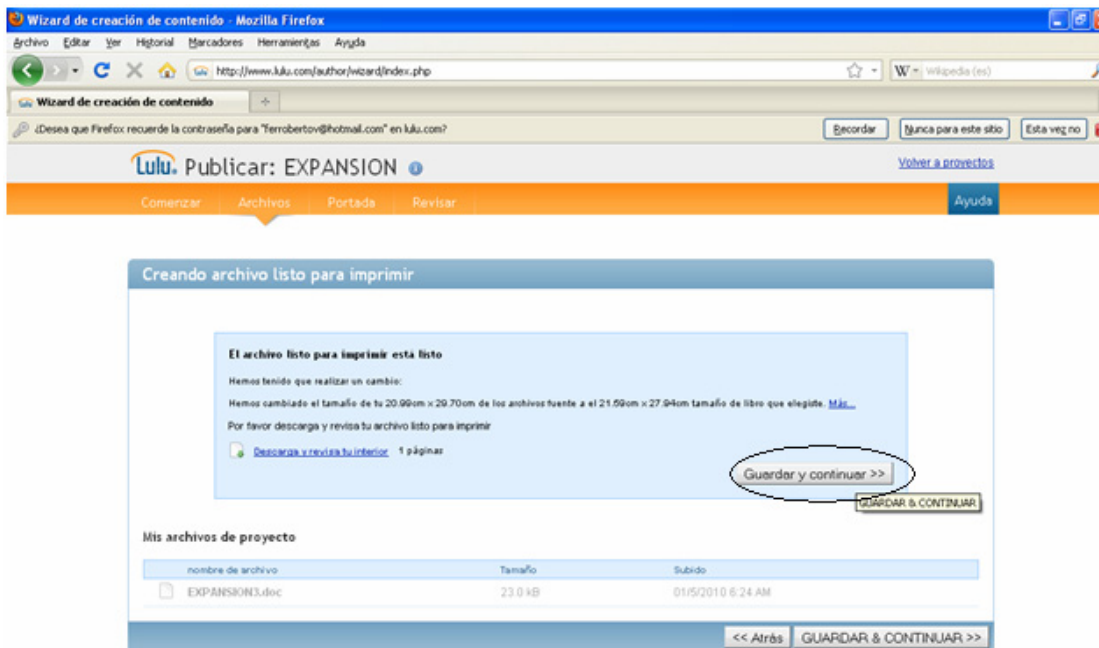 Wizard de creación de contenido - Mozilla Firefox
Archivo Editar Ver Historial Marcadores Herramientas Ayuda
http://www.lulu.com/author/wizard/index.php
W Wikipedia (es)
Wizard de creación de contenido
¿Desea que Firefox recuerde la contraseña para "ferrobertov@hotmail.com" en lulu.com? Recordar Nunca para este sitio Esta vez no
Lulu. Publicar: EXPANSION Volver a proyectos
Comenzar Archivos Portada Revisar Ayuda
Creando archivo listo para imprimir
El archivo listo para imprimir está listo
Hemos tenido que realizar un cambio:
Hemos cambiado el tamaño de tu 20.99cm x 29.70cm de los archivos fuente a el 21.59cm x 27.94cm tamaño de libro que elegiste. Más...
Por favor descarga y revisa tu archivo listo para imprimir
Descarga y revisa tu interior 1 páginas
Guardar y continuar >>
GUARDAR & CONTINUAR
Mis archivos de proyecto
nombre de archivo Tamaño Subido
EXPANSION3.doc 23.0 kB 01/5/2010 6:24 AM
<< Atrás GUARDAR & CONTINUAR >>